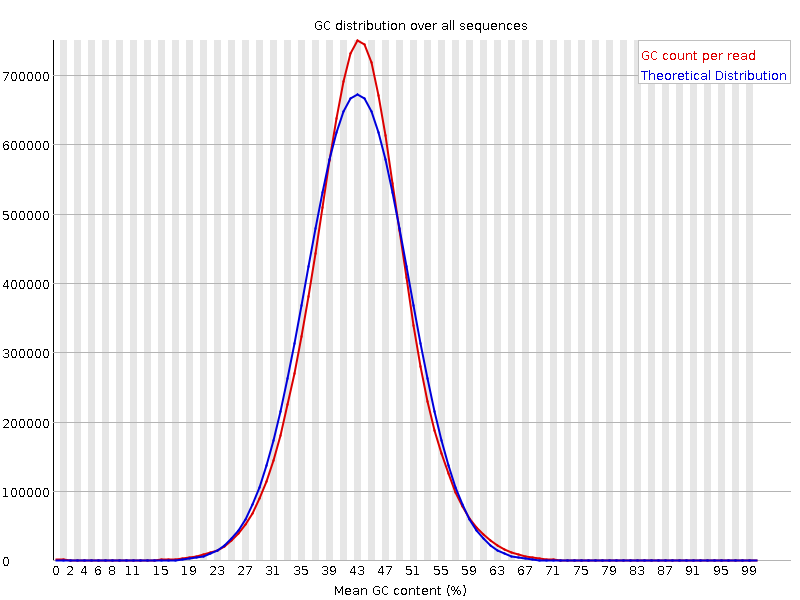 GC distribution over all sequences
GC count per read
Theoretical Distribution
700000
600000
500000
400000
300000
200000
100000
0
0 2 4 6 8 11 15 19 23 27 31 35 39 43 47 51 55 59 63 67 71 75 79 83 87 91 95 99
Mean GC content (%)